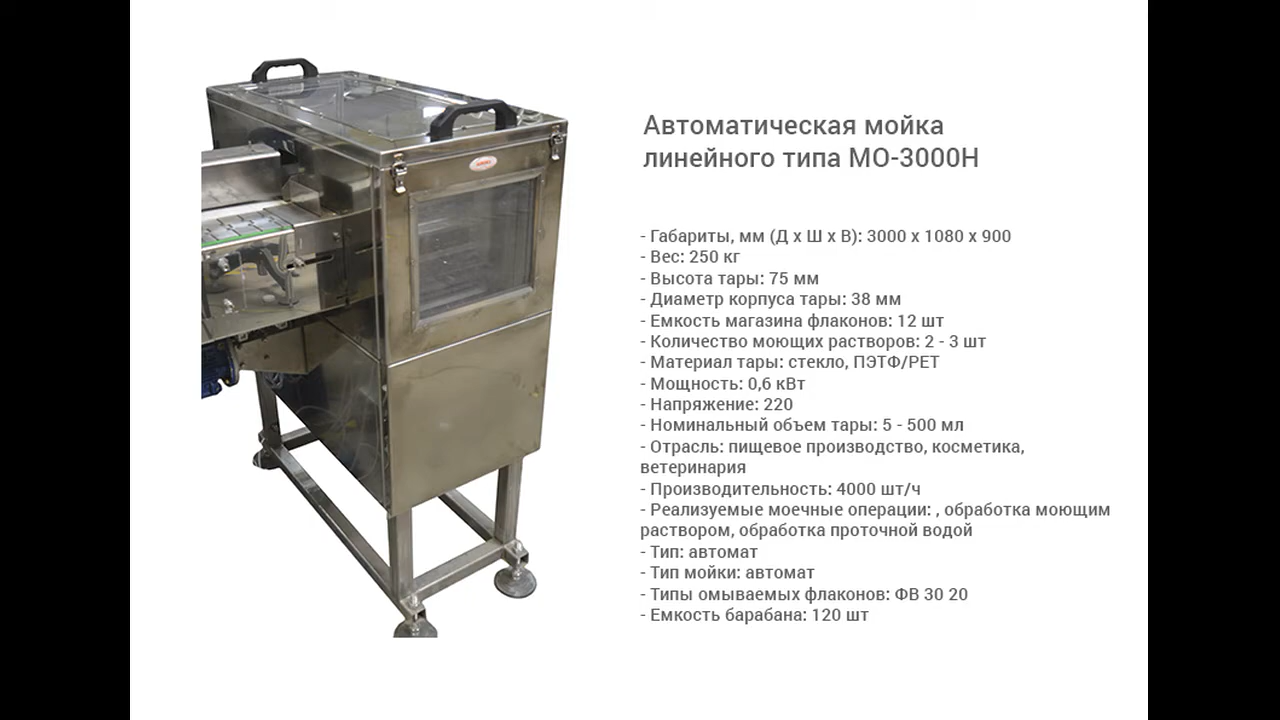 Автоматическая мойка
линейного типа МО-3000Н
- Габариты, мм (Д х Ш х В): 3000 х 1080 х 900
- Вес: 250 кг
- Высота тары: 75 мм
- Диаметр корпуса тары: 38 мм
- Емкость магазина флаконов: 12 шт
- Количество моющих растворов: 2 - 3 шт
- Материал тары: стекло, ПЭТФ/PET
- Мощность: 0,6 кВт
- Напряжение: 220
- Номинальный объем тары: 5 - 500 мл
- Отрасль: пищевое производство, косметика,
ветеринария
- Производительность: 4000 шт/ч
- Реализуемые моечные операции: , обработка моющим
раствором, обработка проточной водой
- Тип: автомат
- Тип мойки: автомат
- Типы омываемых флаконов: ФВ 30 20
- Емкость барабана: 120 шт